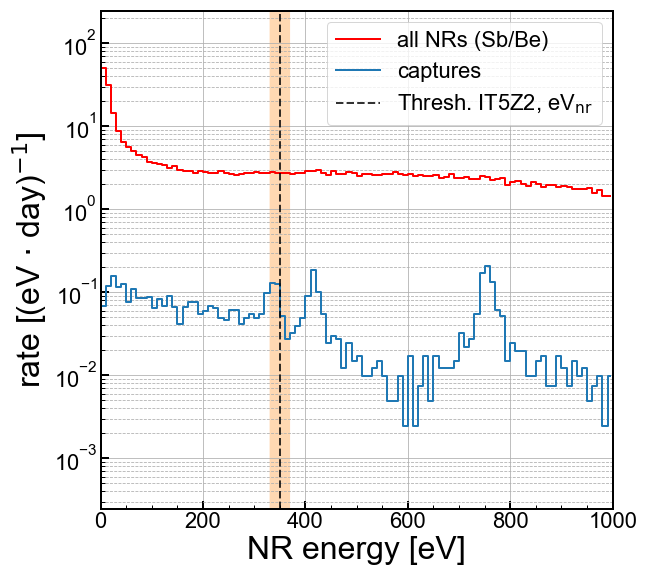 all NRs (Sb/Be)
captures
Thresh. IT5Z2, eV_nr
rate [(eV · day)⁻¹]
10²
10¹
10⁰
10⁻¹
10⁻²
10⁻³
0 200 400 600 800 1000
NR energy [eV]